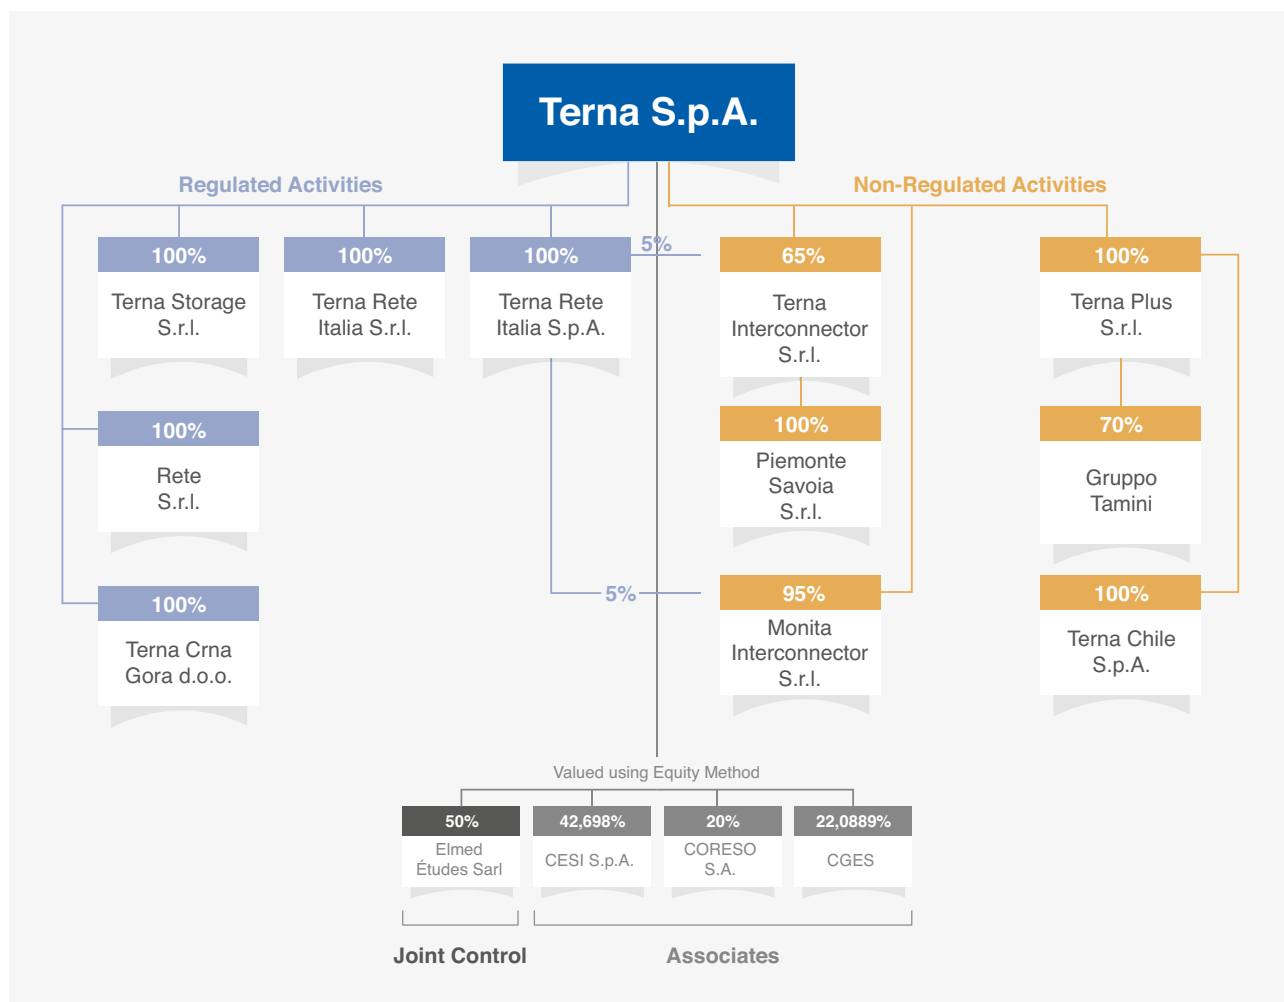 Terna S.p.A.
Regulated Activities
Non-Regulated Activities
100%
Terna Storage
S.r.l.
100%
Terna Rete
Italia S.r.l.
100%
Terna Rete
Italia S.p.A.
5%
65%
Terna
Interconnector
S.r.l.
100%
Terna Plus
S.r.l.
100%
Rete
S.r.l.
100%
Piemonte
Savoia
S.r.l.
70%
Gruppo
Tamini
100%
Terna Crna
Gora d.o.o.
5%
95%
Monita
Interconnector
S.r.l.
100%
Terna Chile
S.p.A.
Valued using Equity Method
50%
Elmed
Études Sarl
42,698%
CESI S.p.A.
20%
CORESO
S.A.
22,0889%
CGES
Joint Control
Associates